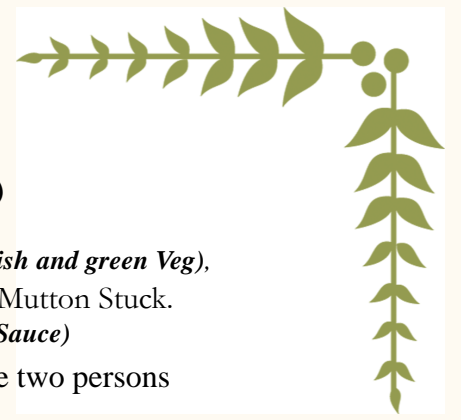 )
ish and green Veg),
Mutton Stuck.
Sauce)
e two persons